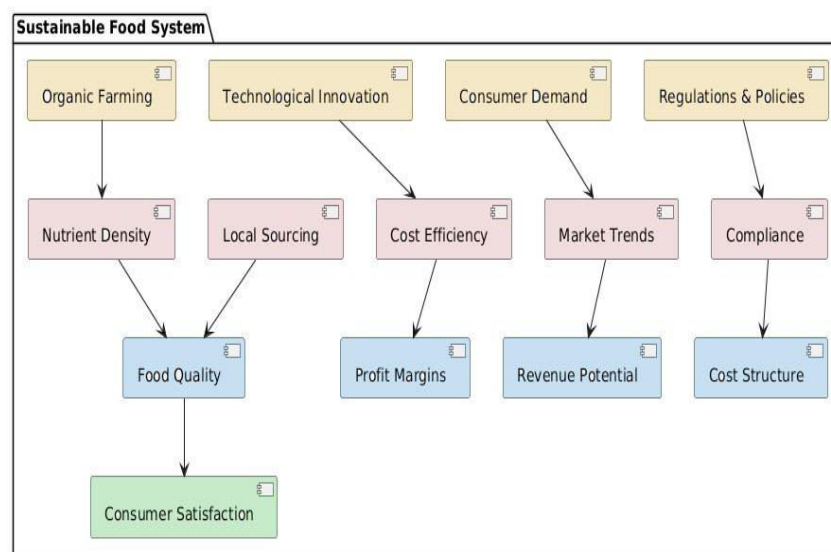 Sustainable Food System
Organic Farming
Technological Innovation
Consumer Demand
Regulations & Policies
Nutrient Density
Local Sourcing
Cost Efficiency
Market Trends
Compliance
Food Quality
Profit Margins
Revenue Potential
Cost Structure
Consumer Satisfaction